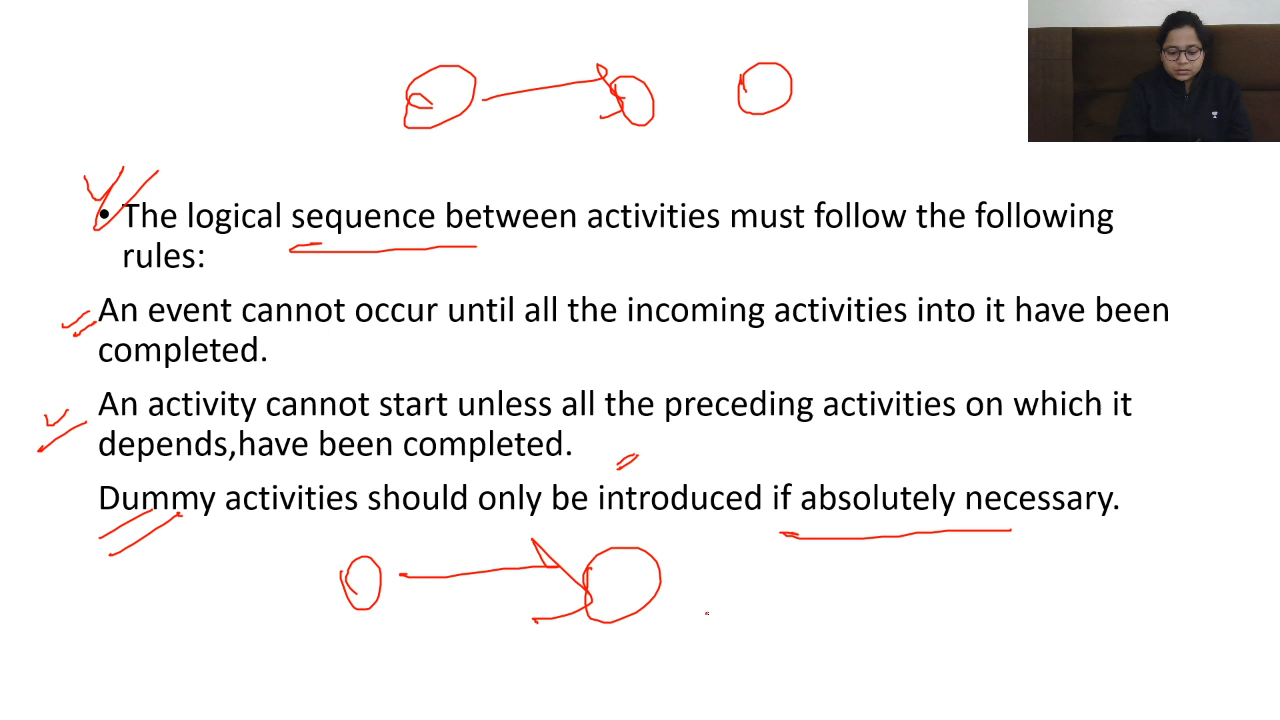 • The logical sequence between activities must follow the following
rules:
An event cannot occur until all the incoming activities into it have been
completed.
An activity cannot start unless all the preceding activities on which it
depends,have been completed.
Dummy activities should only be introduced if absolutely necessary.